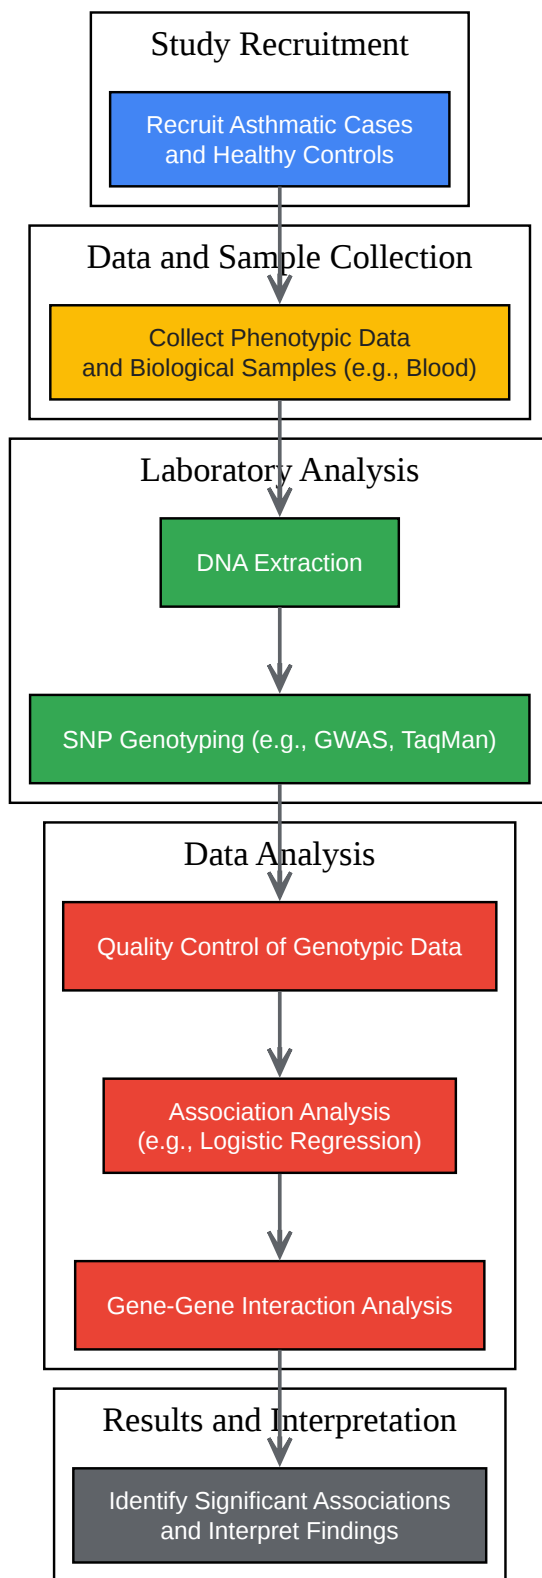 Study Recruitment
Recruit Asthmatic Cases
and Healthy Controls
Data and Sample Collection
Collect Phenotypic Data
and Biological Samples (e.g., Blood)
Laboratory Analysis
DNA Extraction
SNP Genotyping (e.g., GWAS, TaqMan)
Data Analysis
Quality Control of Genotypic Data
Association Analysis
(e.g., Logistic Regression)
Gene-Gene Interaction Analysis
Results and Interpretation
Identify Significant Associations
and Interpret Findings